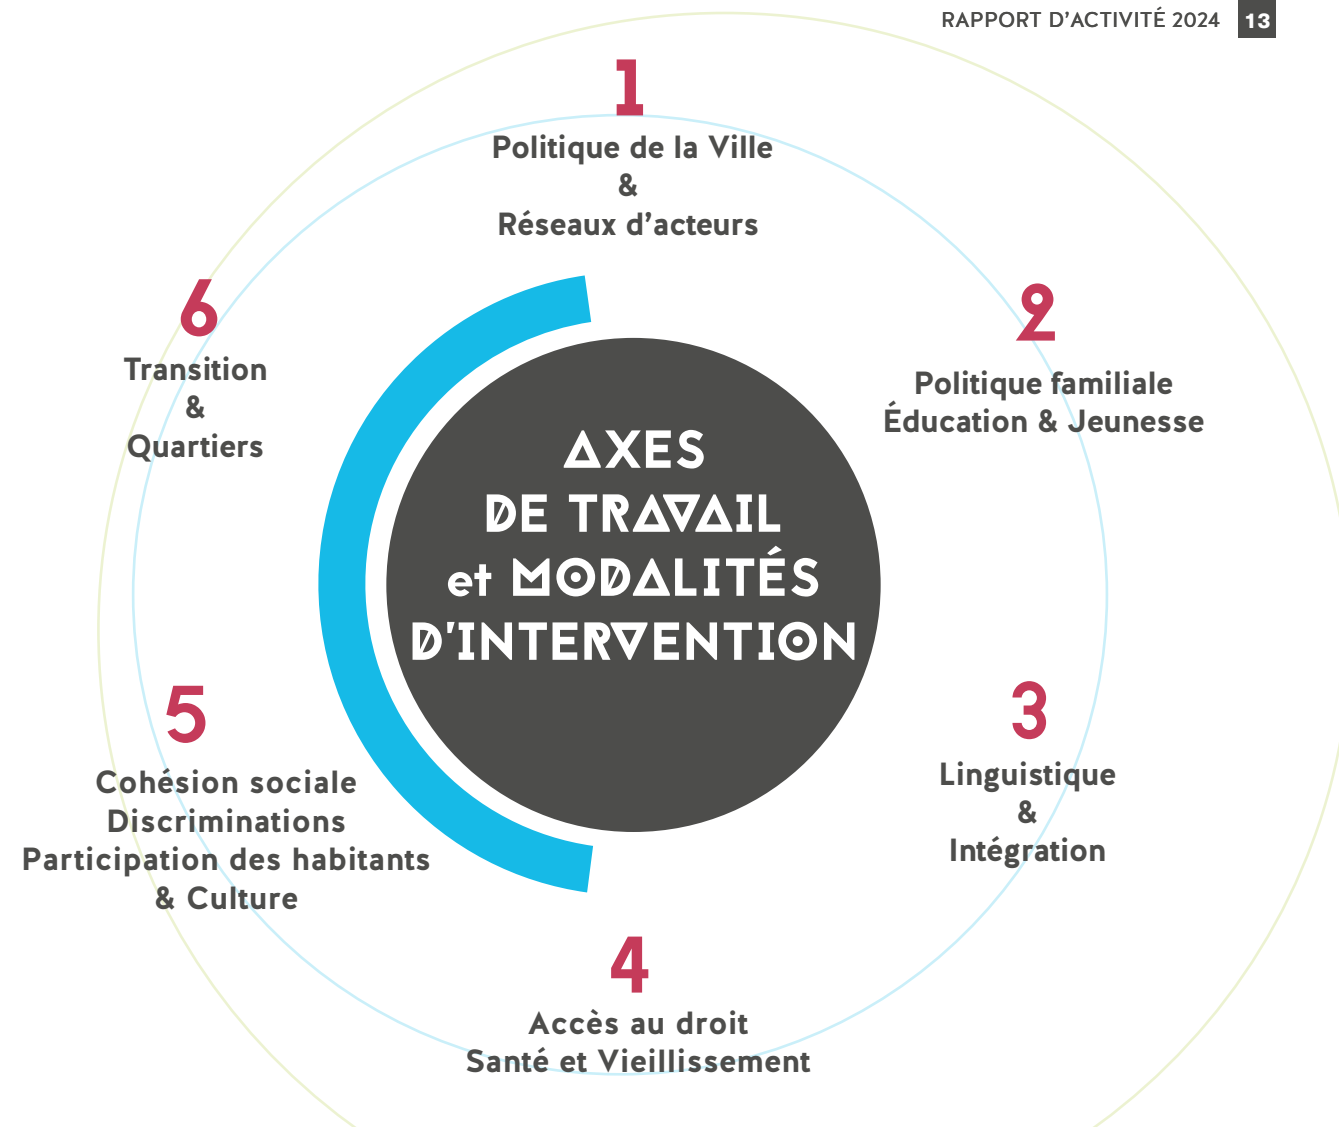 RAPPORT D’ACTIVITÉ 2024 13
1
Politique de la Ville
&
Réseaux d’acteurs
2
Politique familiale
Éducation & Jeunesse
3
Linguistique
&
Intégration
4
Accès au droit
Santé et Vieillissement
5
Cohésion sociale
Discriminations
Participation des habitants
& Culture
6
Transition
&
Quartiers
AXES
DE TRAVAIL
et MODALITÉS
D'INTERVENTION